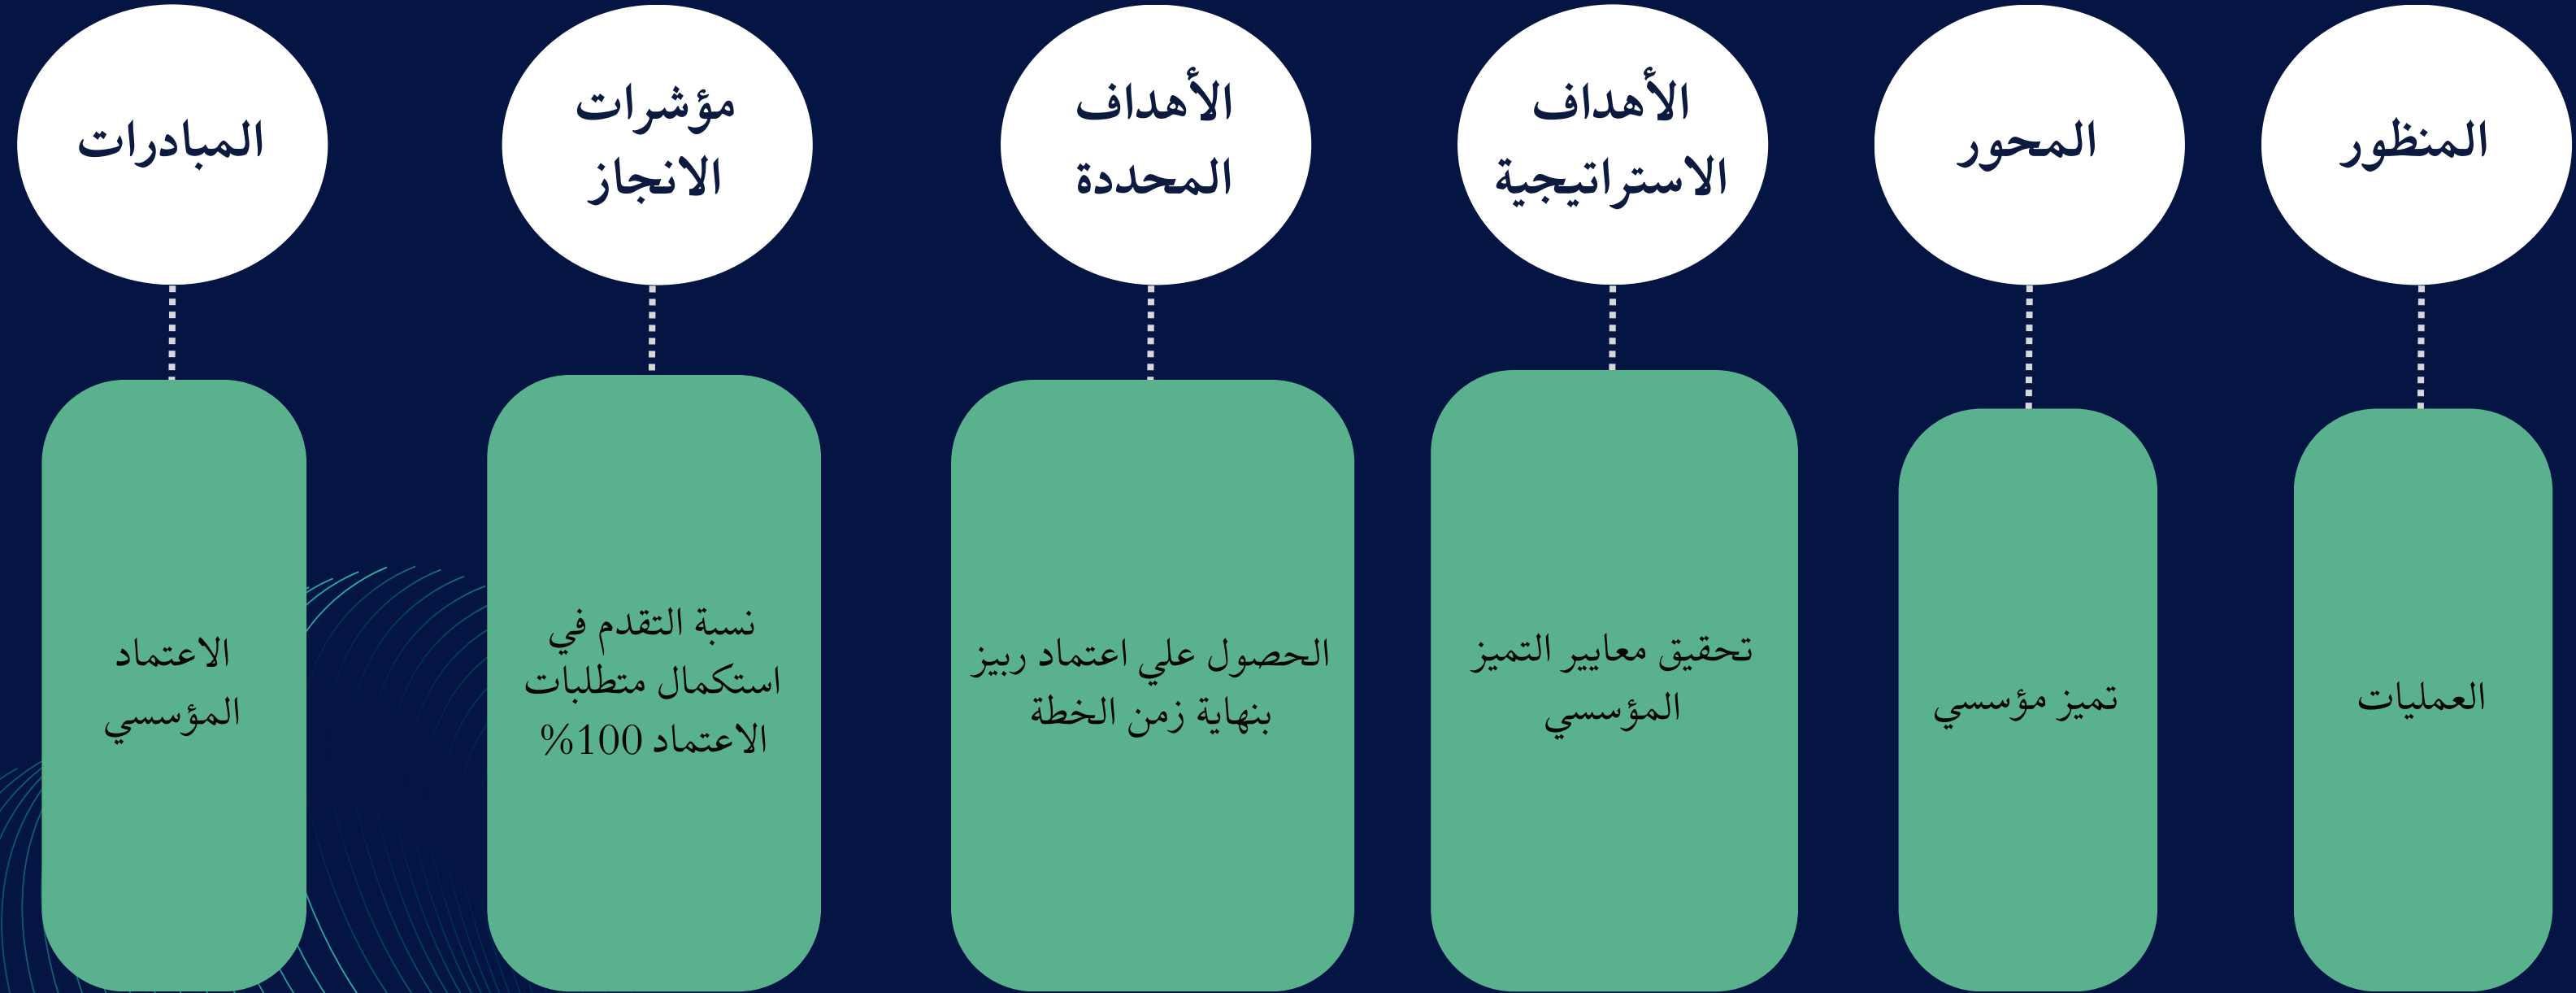 المنظور
المحور
الأهداف
الاستراتيجية
الأهداف
المحددة
مؤشرات
الانجاز
المبادرات
العمليات
تميز مؤسسي
تحقيق معايير التميز
المؤسسي
الحصول علي اعتماد ربيز
بنهاية زمن الخطة
نسبة التقدم في
استكمال متطلبات
الاعتماد 100%
الاعتماد
المؤسسي